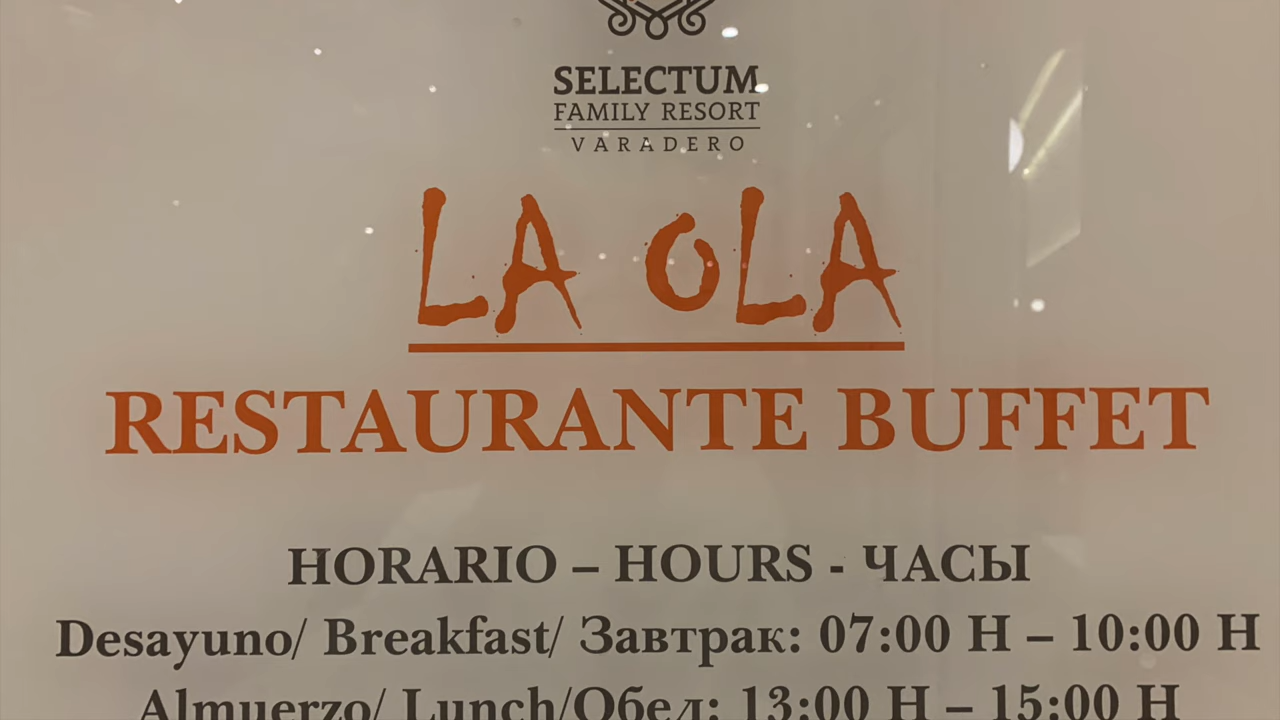 SELECTUM
FAMILY RESORT
VARADERO
LA OLA
RESTAURANTE BUFFET
HORARIO – HOURS - ЧАСЫ
Desayuno/ Breakfast/ Завтрак: 07:00 H – 10:00 H
Almuerzo/ Lunch/Обед: 13:00 H – 15:00 H